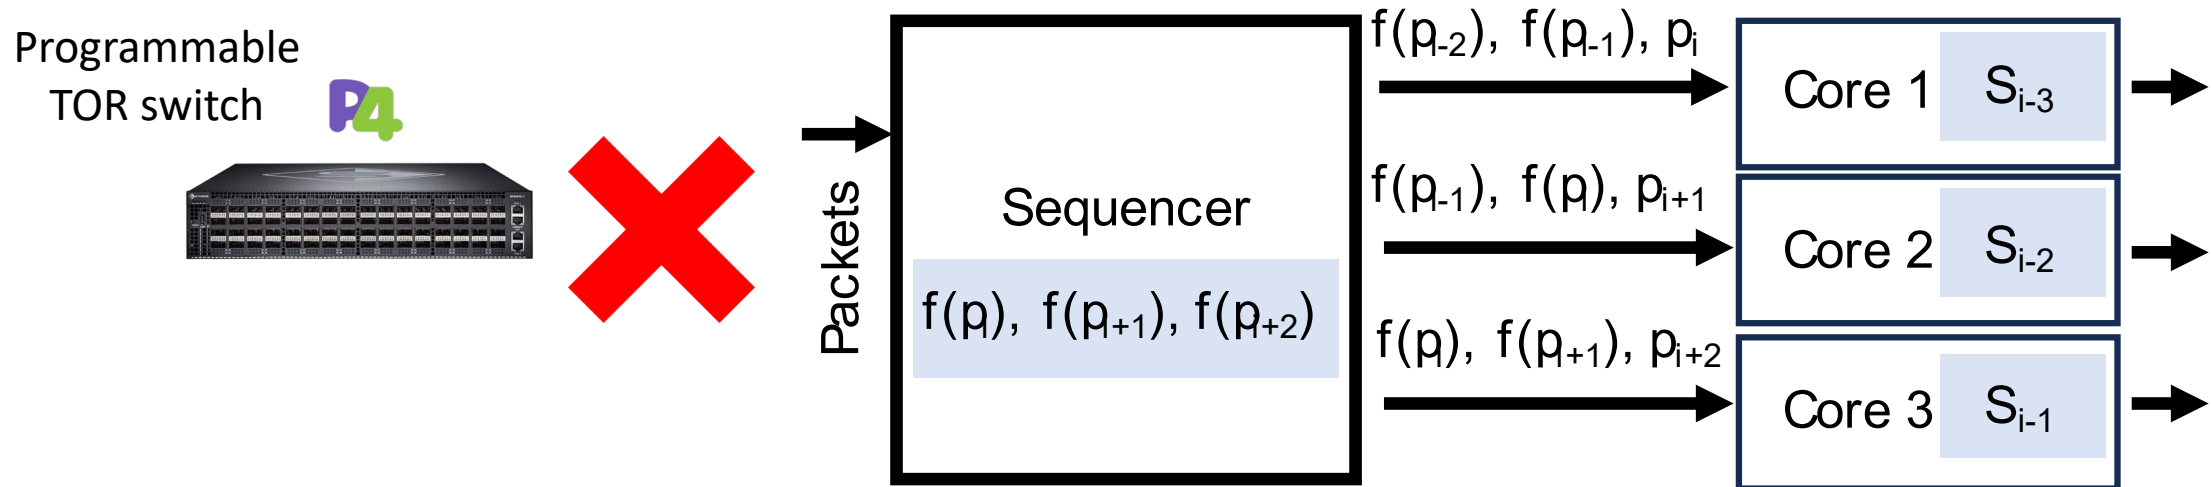 Programmable
TOR switch
P4
Packets
Sequencer
f(pᵢ), f(pᵢ₊₁), f(pᵢ₊₂)
f(pᵢ₋₂), f(pᵢ₋₁), pᵢ
Core 1 Sᵢ₋₃
f(pᵢ₋₁), f(pᵢ), pᵢ₊₁
Core 2 Sᵢ₋₂
f(pᵢ), f(pᵢ₊₁), pᵢ₊₂
Core 3 Sᵢ₋₁